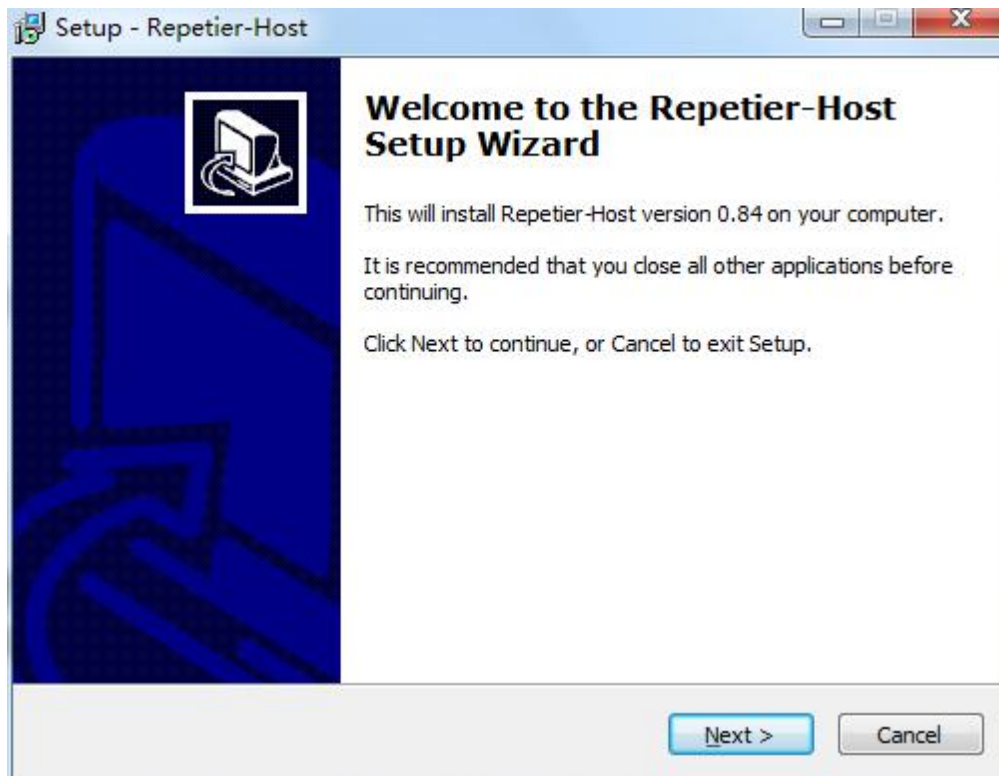 Setup - Repetier-Host
Welcome to the Repetier-Host
Setup Wizard
This will install Repetier-Host version 0.84 on your computer.
It is recommended that you close all other applications before
continuing.
Click Next to continue, or Cancel to exit Setup.
Next >
Cancel